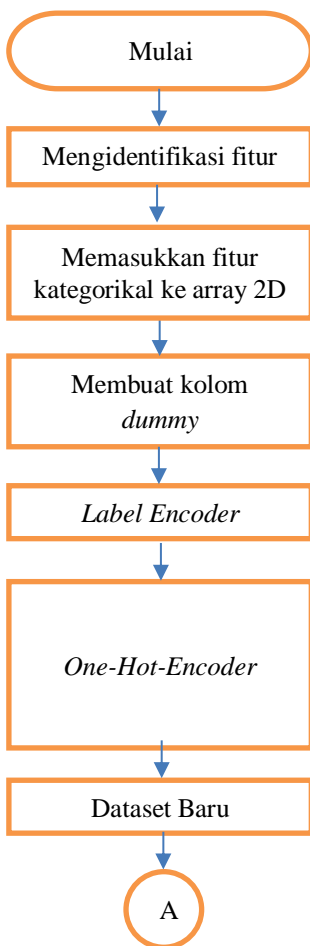 Mulai
Mengidentifikasi fitur
Memasukkan fitur
kategorikal ke array 2D
Membuat kolom
dummy
Label Encoder
One-Hot-Encoder
Dataset Baru
A